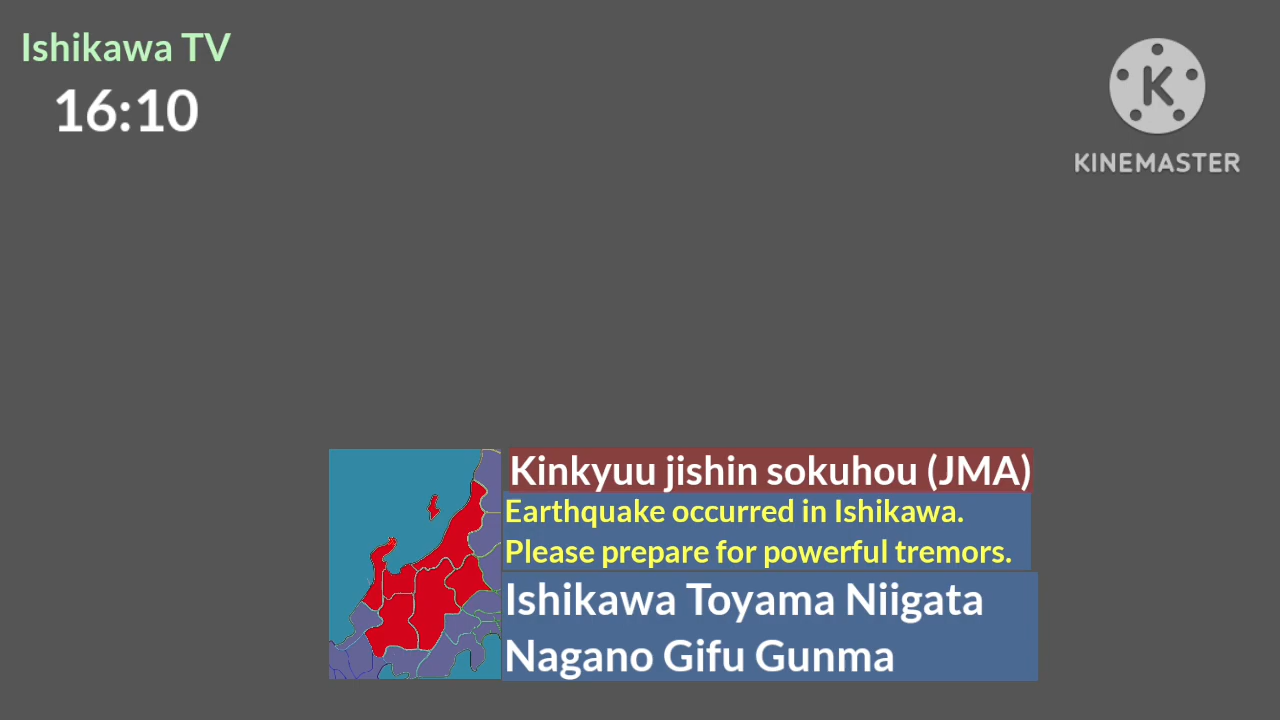 Ishikawa TV
16:10
K
KINEMASTER
Kinkyuu jishin sokuhou (JMA)
Earthquake occurred in Ishikawa.
Please prepare for powerful tremors.
Ishikawa Toyama Niigata
Nagano Gifu Gunma